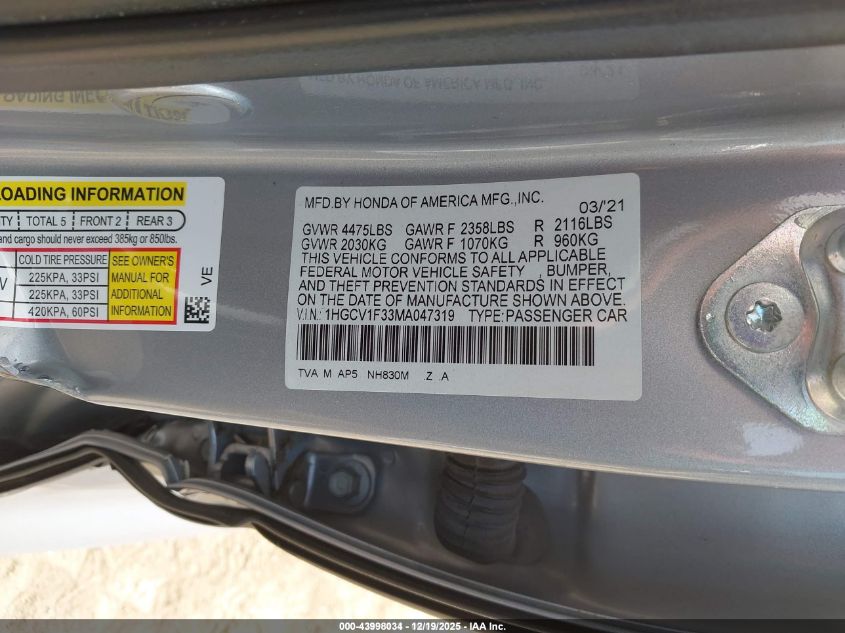 LOADING INFORMATION
TOTAL 5 FRONT 2 REAR 3
and cargo should never exceed 385kg or 850lbs.
COLD TIRE PRESSURE
225KPA, 33PSI
225KPA, 33PSI
420KPA, 60PSI
SEE OWNER'S
MANUAL FOR
ADDITIONAL
INFORMATION
VE
MFD.BY HONDA OF AMERICA MFG.,INC. 03/'21
GVWR 4475LBS GAWR F 2358LBS R 2116LBS
GVWR 2030KG GAWR F 1070KG R 960KG
THIS VEHICLE CONFORMS TO ALL APPLICABLE
FEDERAL MOTOR VEHICLE SAFETY , BUMPER,
AND THEFT PREVENTION STANDARDS IN EFFECT
ON THE DATE OF MANUFACTURE SHOWN ABOVE.
V.I.N.: 1HGCV1F33MA047319 TYPE:PASSENGER CAR
TVA M AP5 NH830M .Z .A
000-43998034 — 12/19/2025 — IAA Inc.